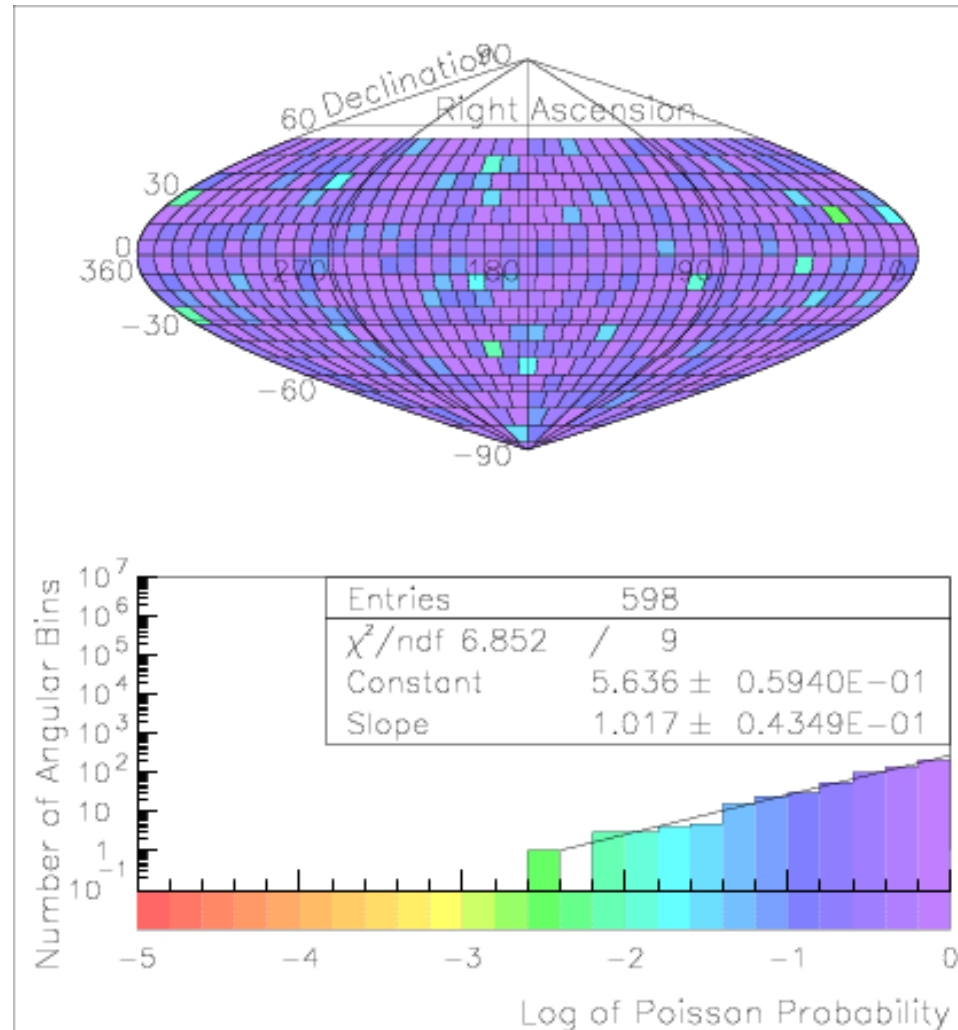 90
Declination
Right Ascension
60
30
0
360 270 180 90 0
−30
−60
−90
Number of Angular Bins
10⁷
10⁶
10⁵
10⁴
10³
10²
10
1
10⁻¹
Entries 598
χ²/ndf 6.852 / 9
Constant 5.636 ± 0.5940E−01
Slope 1.017 ± 0.4349E−01
−5 −4 −3 −2 −1 0
Log of Poisson Probability